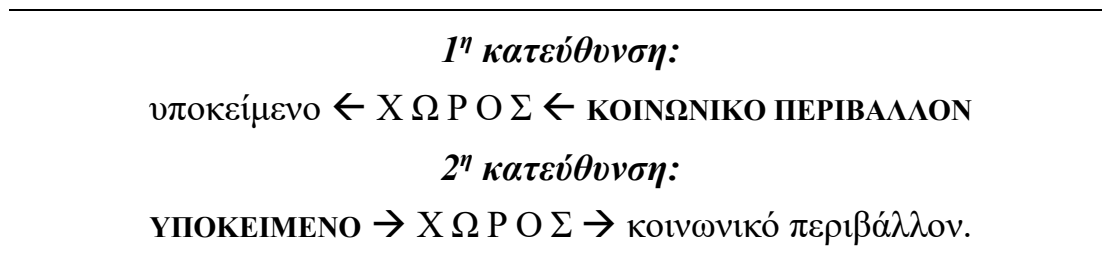 1η κατεύθυνση:
υποκείμενο ← Χ Ω Ρ Ο Σ ← ΚΟΙΝΩΝΙΚΟ ΠΕΡΙΒΑΛΛΟΝ
2η κατεύθυνση:
ΥΠΟΚΕΙΜΕΝΟ → Χ Ω Ρ Ο Σ → κοινωνικό περιβάλλον.